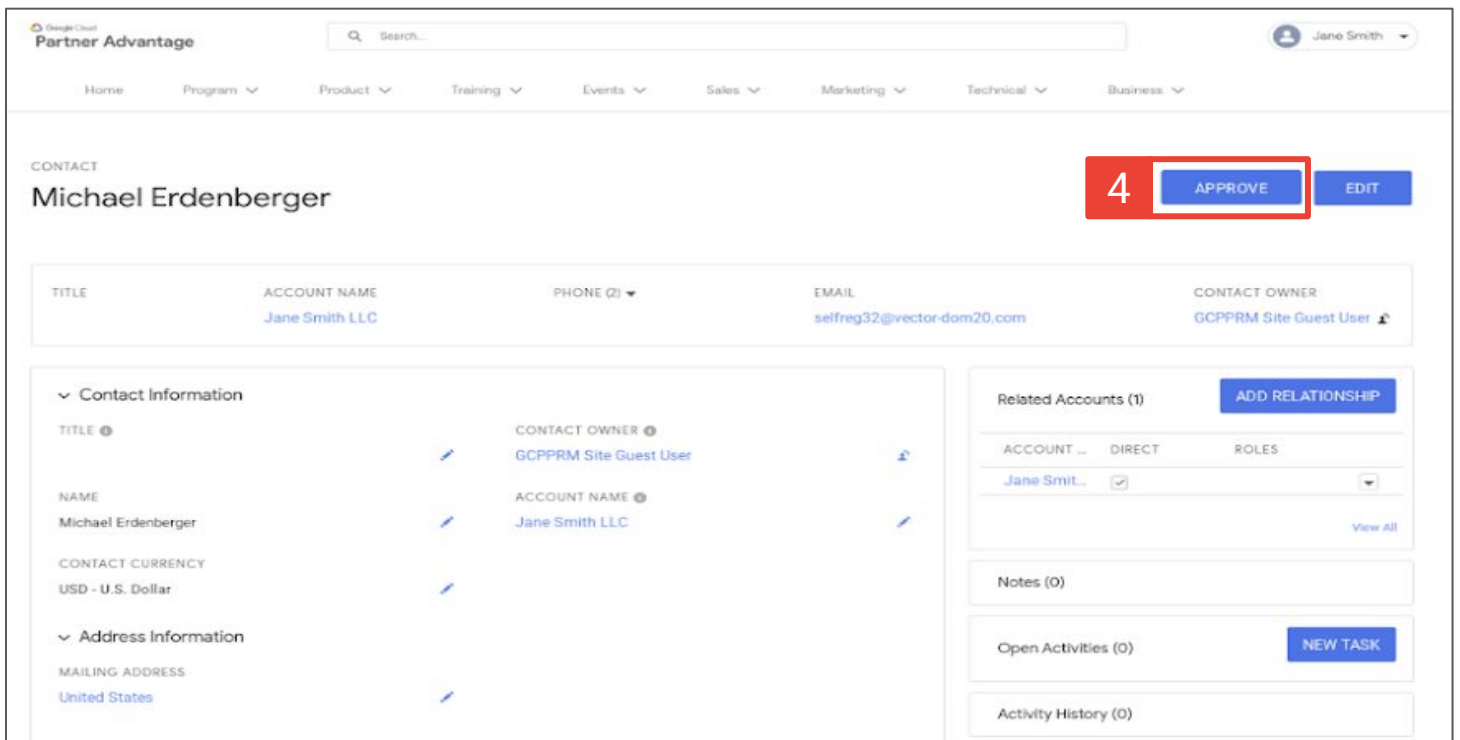 Google Cloud
Partner Advantage
Search...
Jane Smith
Home Program Product Training Events Sales Marketing Technical Business
CONTACT
Michael Erdenberger
4 APPROVE EDIT
TITLE ACCOUNT NAME PHONE (2) EMAIL CONTACT OWNER
Jane Smith LLC selfreg32@vector-dom20.com GCPPRM Site Guest User
Contact Information
TITLE CONTACT OWNER
GCPPRM Site Guest User
NAME ACCOUNT NAME
Michael Erdenberger Jane Smith LLC
CONTACT CURRENCY
USD - U.S. Dollar
Address Information
MAILING ADDRESS
United States
Related Accounts (1) ADD RELATIONSHIP
ACCOUNT ... DIRECT ROLES
Jane Smit...
View All
Notes (0)
Open Activities (0) NEW TASK
Activity History (0)